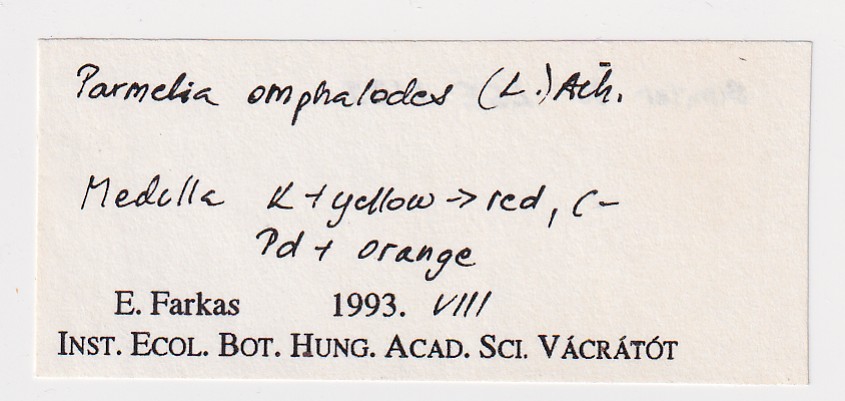 Parmelia omphalodes (L.) Ach.
Medulla K + yellow → red, C -
Pd + orange
E. Farkas 1993. VIII
INST. ECOL. BOT. HUNG. ACAD. SCI. VÁCRÁTÓT